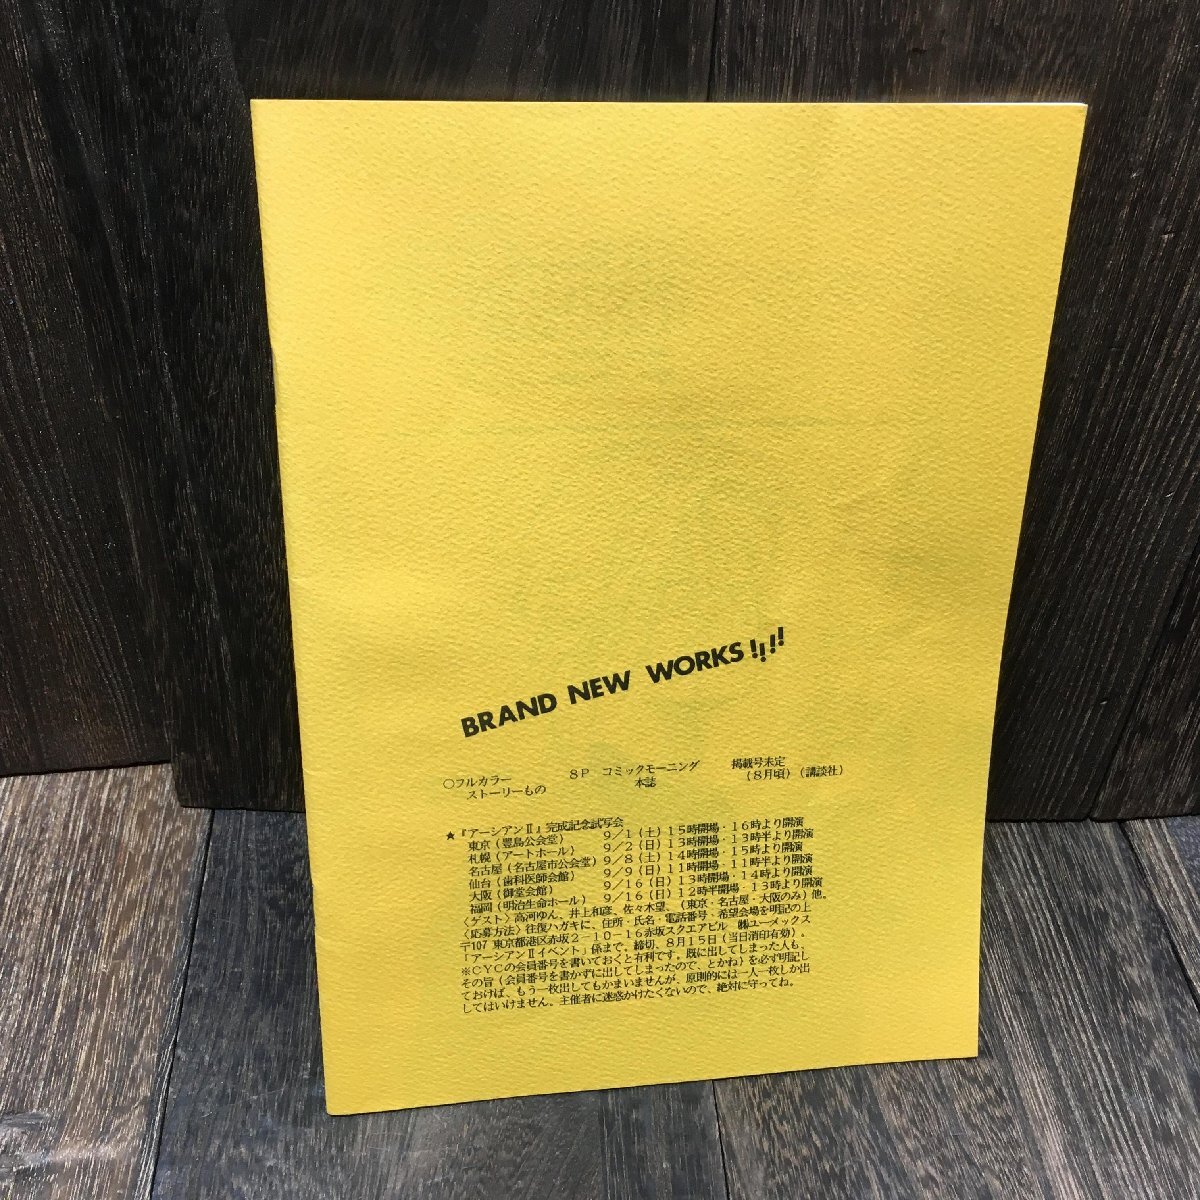 BRAND NEW WORKS!!!!
○フルカラー　８Ｐ　コミックモーニング　掲載号未定
ストーリーもの　本誌　（８月頃）（講談社）
★『アーシアンⅡ』完成記念試写会
東京（豊島公会堂）　９／１（土）１５時開場・１６時より開演
札幌（アートホール）　９／２（日）１３時開場・１３時半より開演
名古屋（名古屋市公会堂）９／８（土）１４時開場・１５時より開演
仙台（歯科医師会館）　９／９（日）１１時開場・１１時半より開演
大阪（御堂会館）　９／１６（日）１３時開場・１４時より開演
福岡（明治生命ホール）　９／１６（日）１２時半開場・１３時より開演
〈ゲスト〉高河ゆん、井上和彦、佐々木望、（東京・名古屋・大阪のみ）他。
〈応募方法〉往復ハガキに、住所・氏名・電話番号・希望会場を明記の上
〒107 東京都港区赤坂２－１０－１６赤坂スクエアビル　㈱ユーメックス
「アーシアンⅡイベント」係まで。締切、８月１５日（当日消印有効）。
※ＣＹＣの会員番号を書いておくと有利です。既に出してしまった人も、
その旨（会員番号を書かずに出してしまったので、とかね）を必ず明記し
ておけば、もう一枚出してもかまいませんが、原則的には一人一枚しか出
してはいけません。主催者に迷惑かけたくないので、絶対に守ってね。